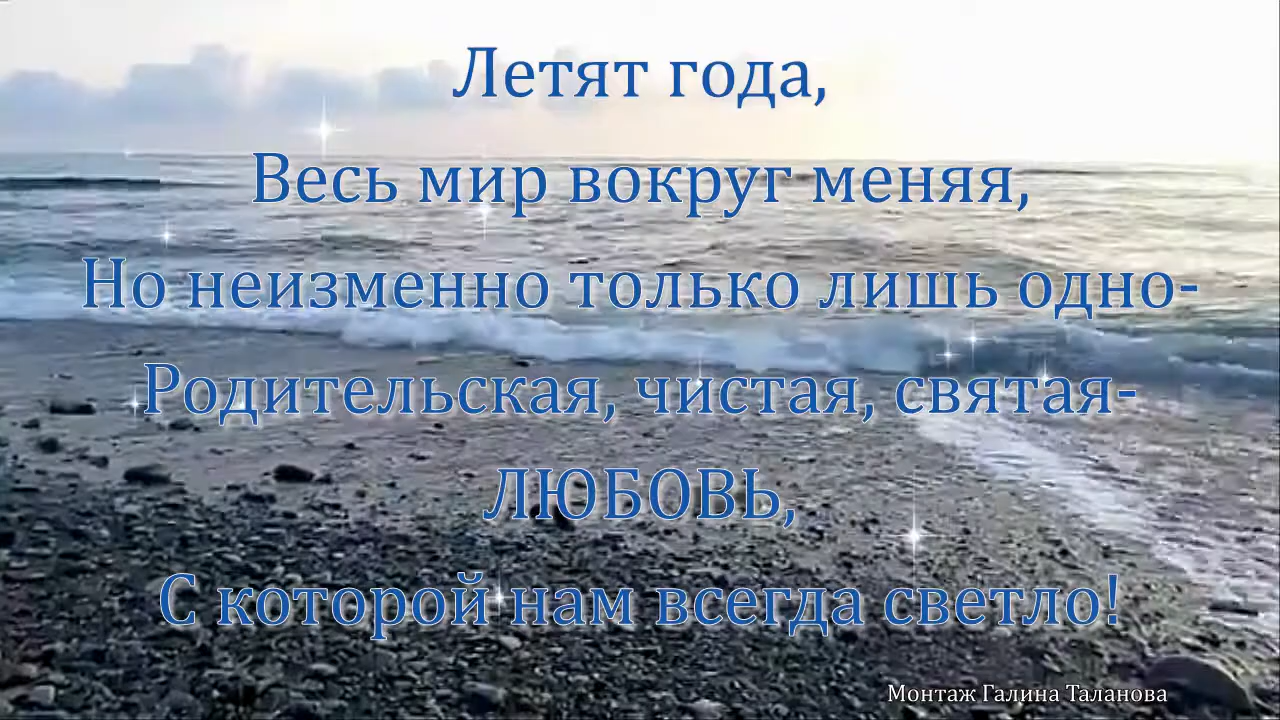 Летят года,
Весь мир вокруг меняя,
Но неизменно только лишь одно-
Родительская, чистая, святая-
ЛЮБОВЬ,
С которой нам всегда светло!
Монтаж Галина Таланова